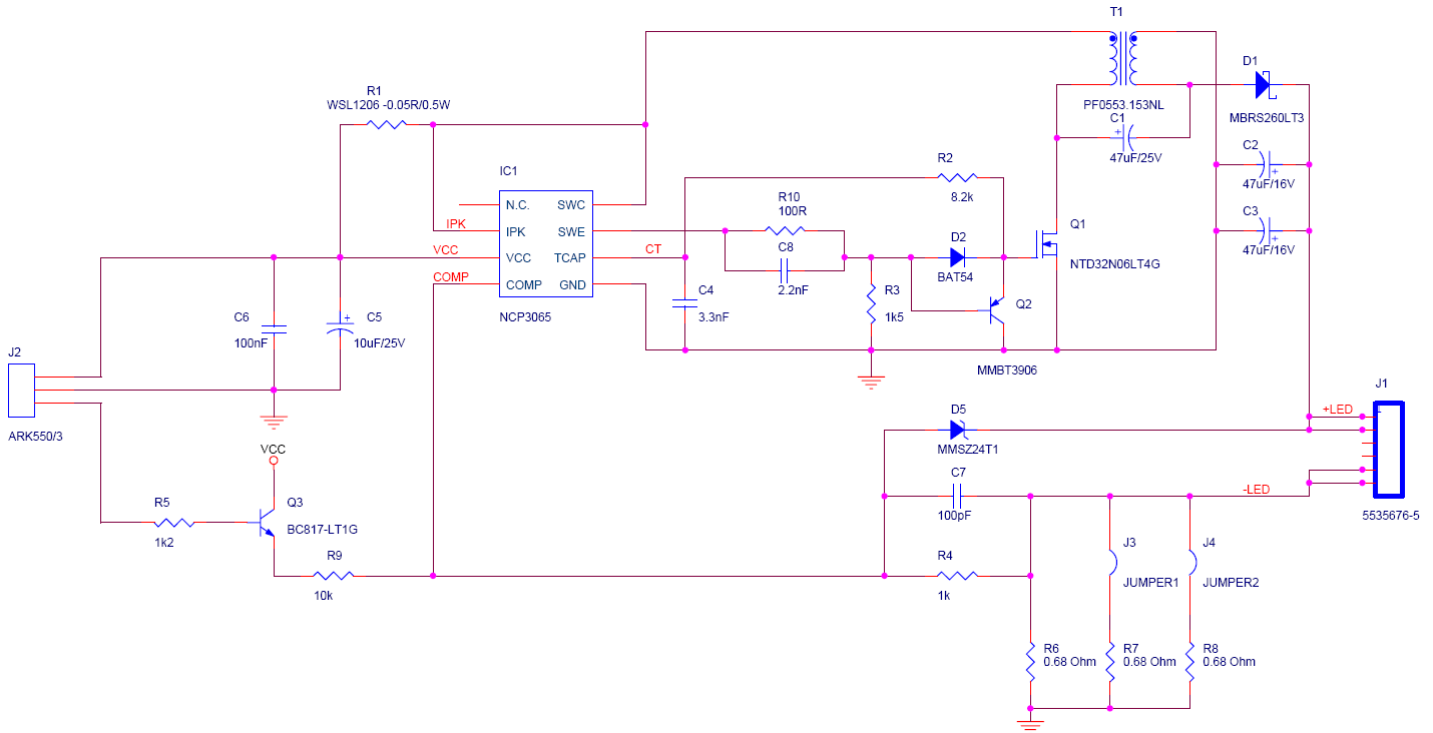 T1
D1
R1
WSL1206 -0.05R/0.5W
PF0553.153NL
C1
MBRS260LT3
47uF/25V
R2
C2
8.2k
47uF/16V
IC1
R10
100R
N.C.
SWC
IPK
IPK
SWE
C3
Q1
VCC
VCC
TCAP
CT
C8
D2
47uF/16V
NTD32N06LT4G
COMP
COMP
GND
2.2nF
BAT54
C4
R3
Q2
C6
C5
NCP3065
3.3nF
1k5
100nF
10uF/25V
J2
MMBT3906
J1
ARK550/3
D5
+LED
1
MMSZ24T1
VCC
C7
R5
Q3
-LED
100pF
5535676-5
1k2
BC817-LT1G
R9
R4
J3
J4
10k
1k
JUMPER1
JUMPER2
R6
R7
R8
0.68 Ohm
0.68 Ohm
0.68 Ohm
+
+
+
+